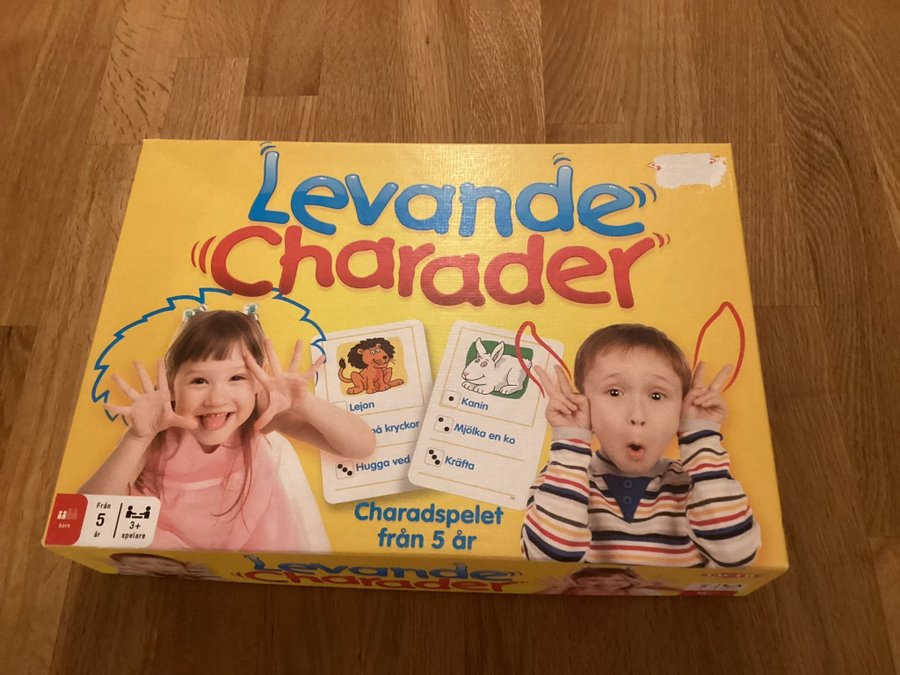 Levande
Charader
Lejon
på kryckor
Hugga ved
Kanin
Mjölka en ko
Kräfta
Charadspelet
från 5 år
Barn
Från
5
år
3+
spelare
Levande
Charader